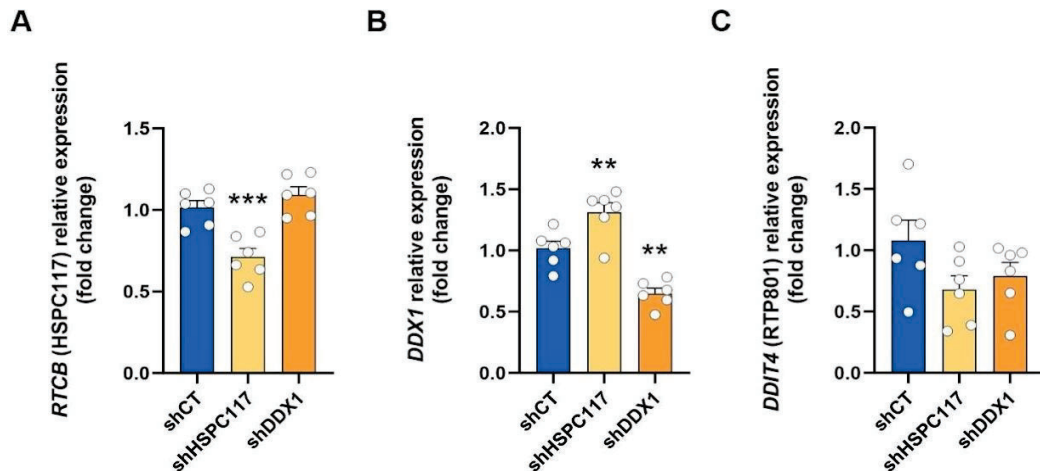 A
RTCB (HSPC117) relative expression
(fold change)
1.5
1.0
0.5
0.0
***
shCT
shHSPC117
shDDX1
B
DDX1 relative expression
(fold change)
2.0
1.5
1.0
0.5
0.0
**
**
shCT
shHSPC117
shDDX1
C
DDIT4 (RTP801) relative expression
(fold change)
2.0
1.5
1.0
0.5
0.0
shCT
shHSPC117
shDDX1